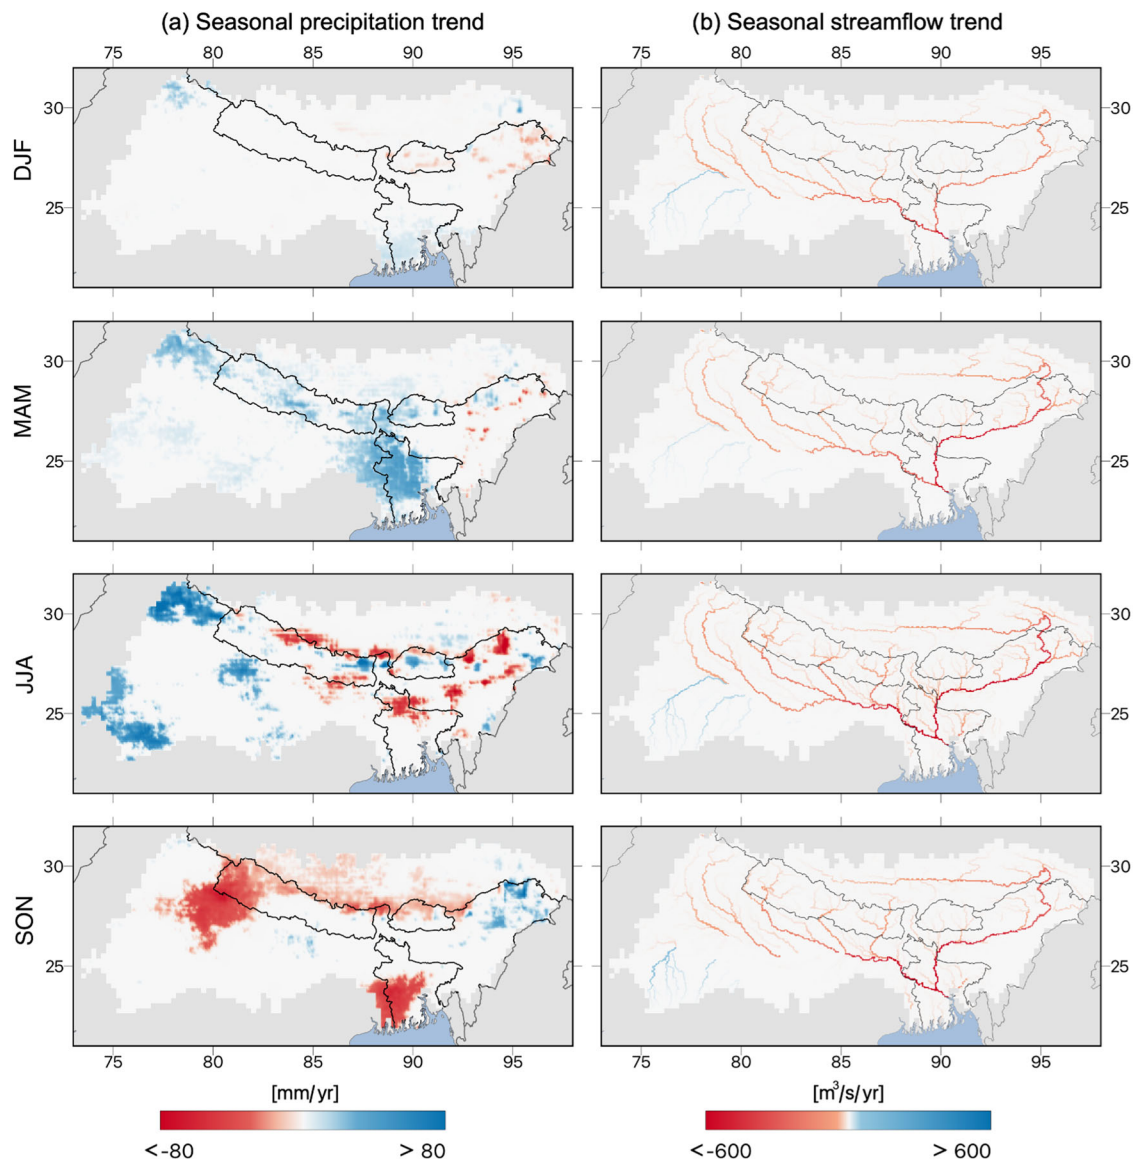 (a) Seasonal precipitation trend
(b) Seasonal streamflow trend
75 80 85 90 95
75 80 85 90 95
DJF
30
25
30
25
MAM
30
25
30
25
JJA
30
25
30
25
SON
30
25
30
25
75 80 85 90 95
75 80 85 90 95
[mm/yr]
[m³/s/yr]
<-80 > 80
<-600 > 600